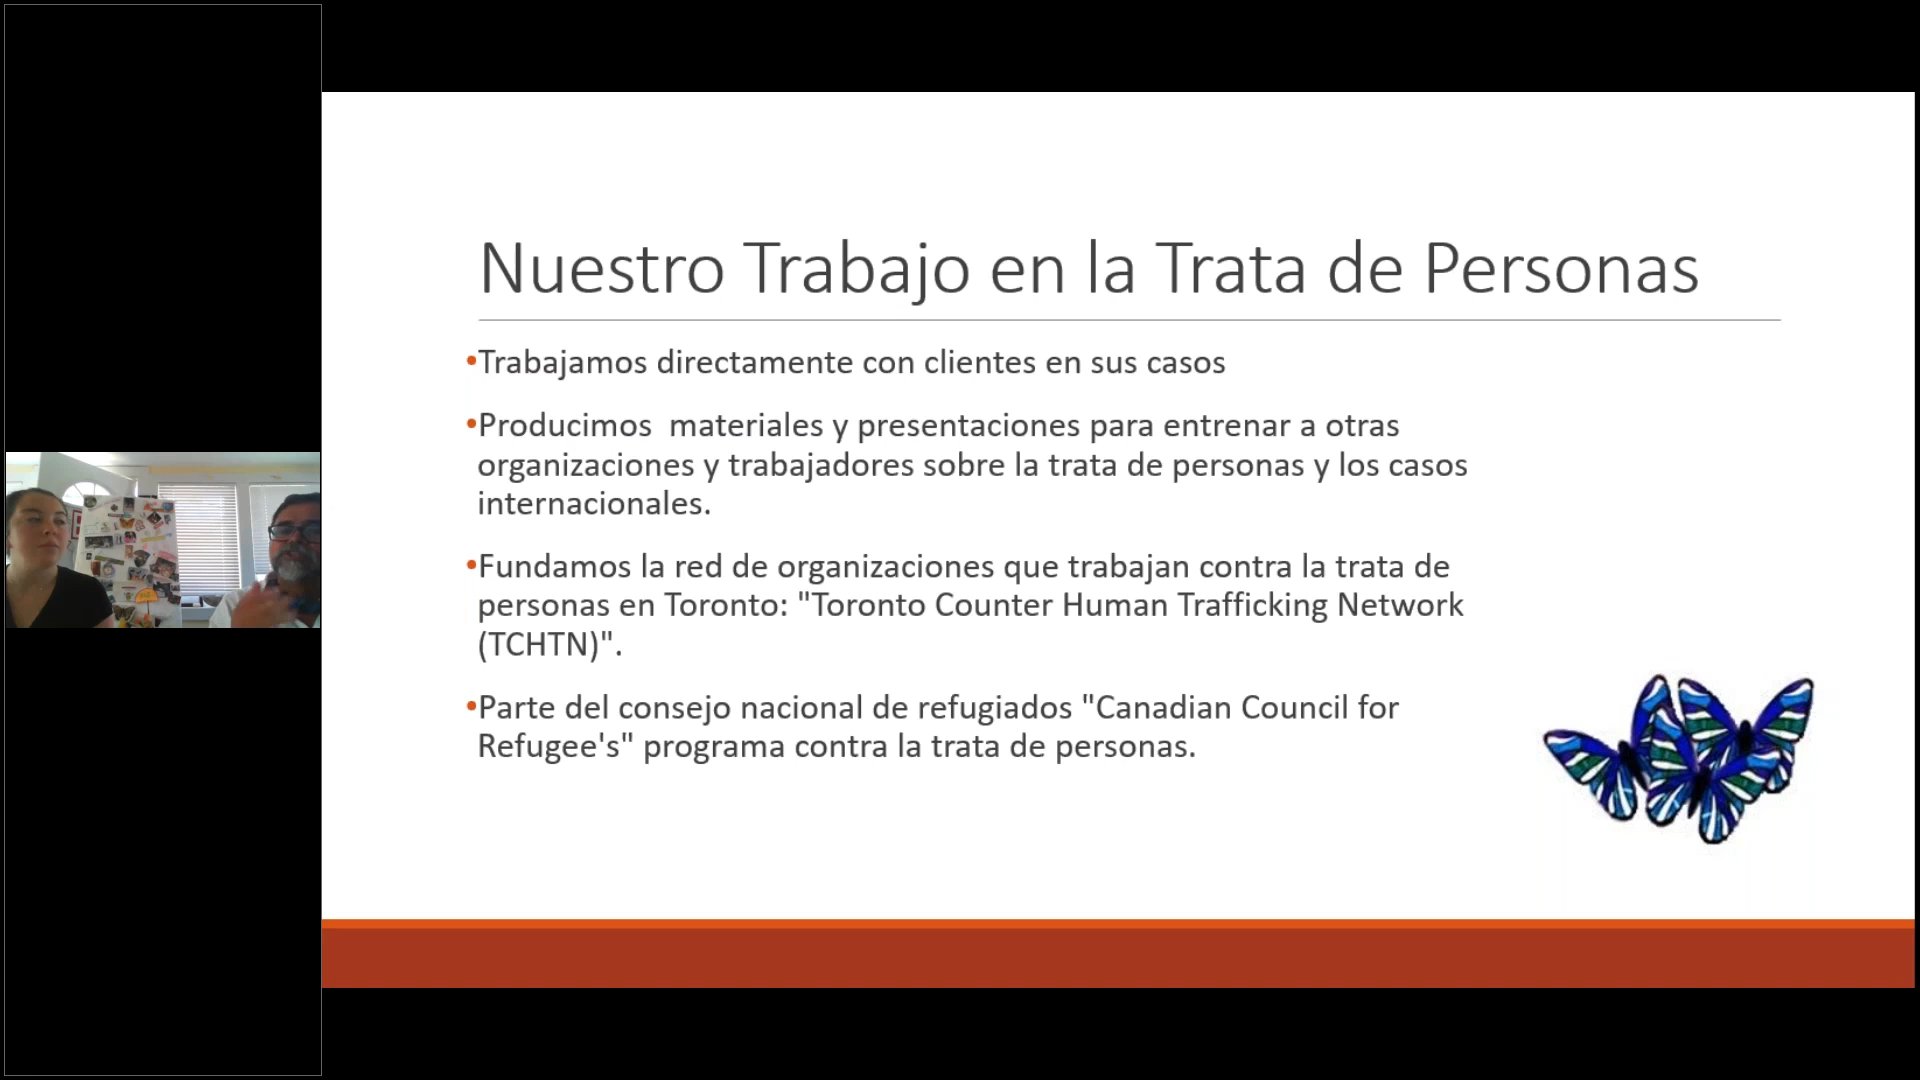 Nuestro Trabajo en la Trata de Personas
•Trabajamos directamente con clientes en sus casos
•Producimos  materiales y presentaciones para entrenar a otras
organizaciones y trabajadores sobre la trata de personas y los casos
internacionales.
•Fundamos la red de organizaciones que trabajan contra la trata de
personas en Toronto: "Toronto Counter Human Trafficking Network
(TCHTN)".
•Parte del consejo nacional de refugiados "Canadian Council for
Refugee's" programa contra la trata de personas.